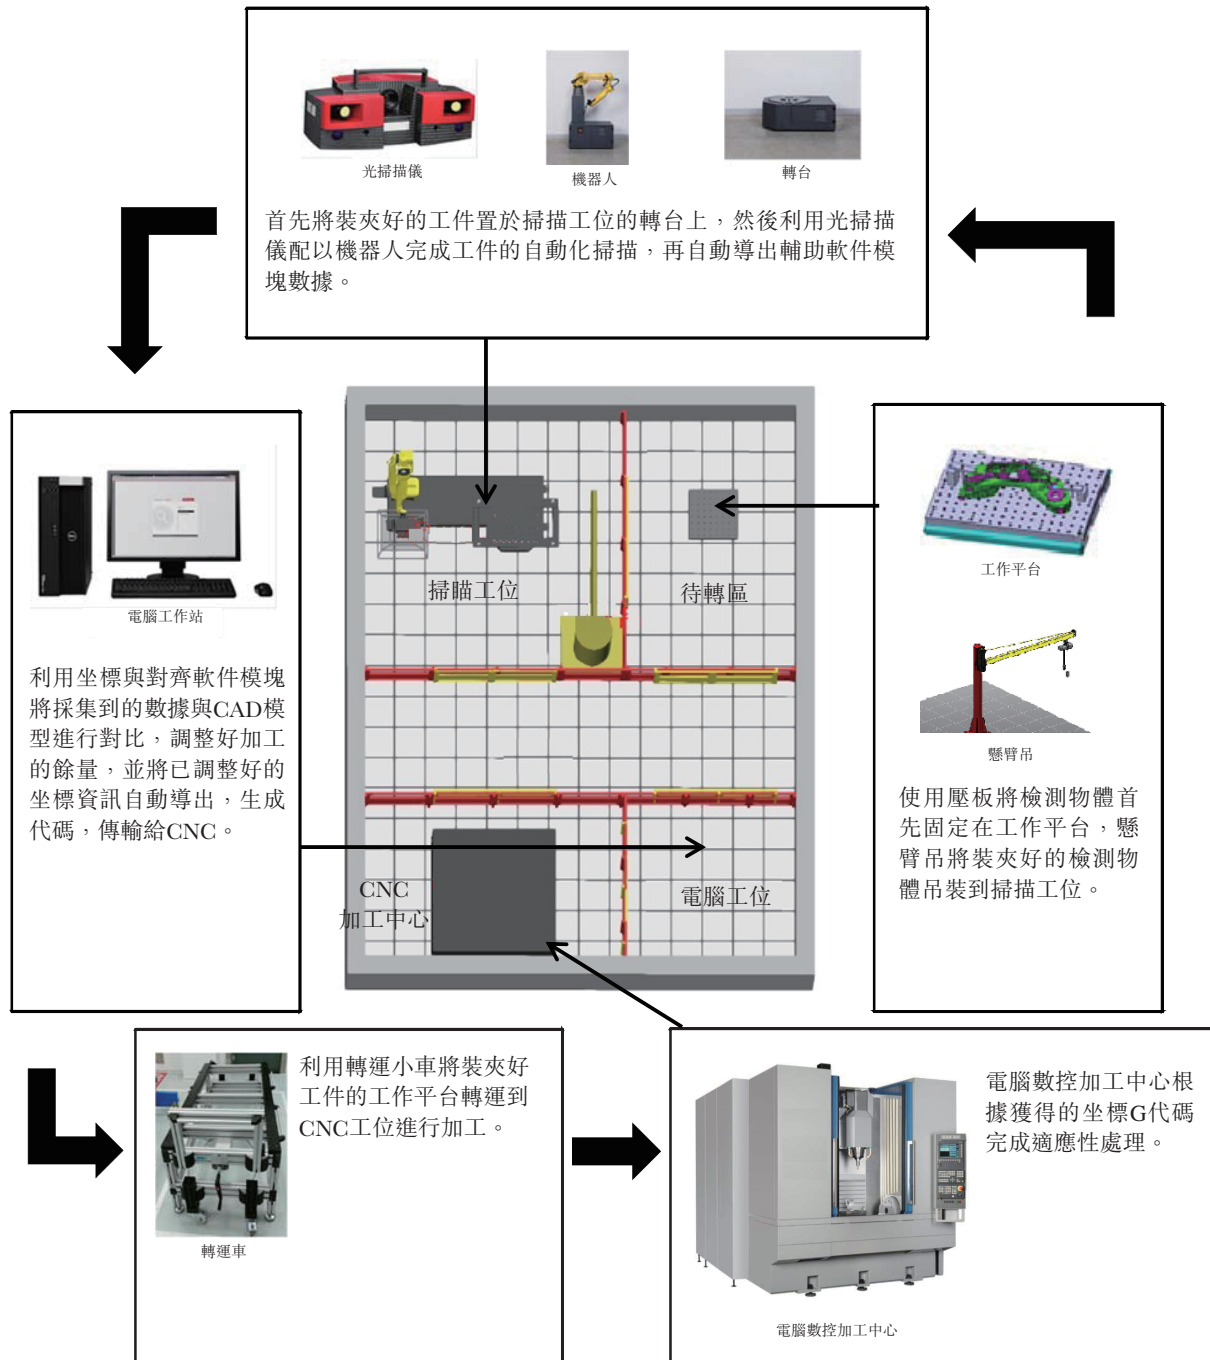 光掃描儀
機器人
轉台
首先將裝夾好的工件置於掃描工位的轉台上，然後利用光掃描
儀配以機器人完成工件的自動化掃描，再自動導出輔助軟件模
塊數據。
電腦工作站
利用坐標與對齊軟件模塊
將採集到的數據與CAD模
型進行對比，調整好加工
的餘量，並將已調整好的
坐標資訊自動導出，生成
代碼，傳輸給CNC。
掃瞄工位
待轉區
CNC
加工中心
電腦工位
工作平台
懸臂吊
使用壓板將檢測物體首
先固定在工作平台，懸
臂吊將裝夾好的檢測物
體吊裝到掃描工位。
利用轉運小車將裝夾好
工件的工作平台轉運到
CNC工位進行加工。
轉運車
電腦數控加工中心根
據獲得的坐標G代碼
完成適應性處理。
電腦數控加工中心